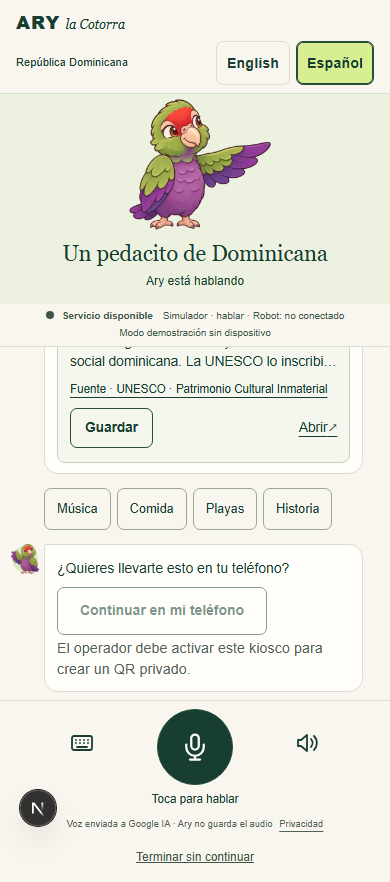 ARY la Cotorra
República Dominicana
English
Español
Un pedacito de Dominicana
Ary está hablando
Servicio disponible Simulador · hablar · Robot: no conectado
Modo demostración sin dispositivo
social dominicana. La UNESCO lo inscribi...
Fuente · UNESCO · Patrimonio Cultural Inmaterial
Guardar
Abrir↗
Música
Comida
Playas
Historia
¿Quieres llevarte esto en tu teléfono?
Continuar en mi teléfono
El operador debe activar este kiosco para
crear un QR privado.
Toca para hablar
N
Voz enviada a Google IA · Ary no guarda el audio Privacidad
Terminar sin continuar